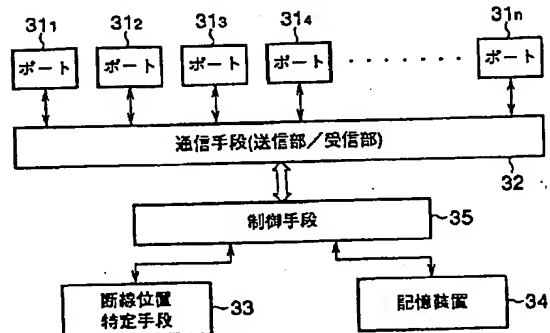 31₁ 31₂ 31₃ 31₄ 31n
ポート ポート ポート ポート ・・・・・・・ ポート
通信手段(送信部/受信部)
32
制御手段 35
断線位置 特定手段 33
記憶装置 34